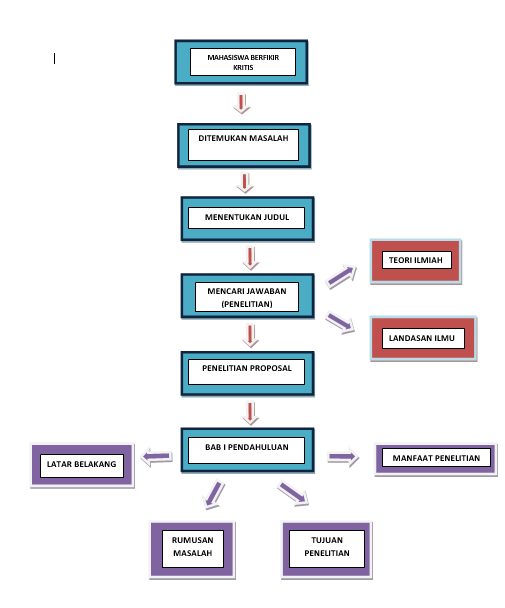 MAHASISWA BERFIKIR
KRITIS
DITEMUKAN MASALAH
MENENTUKAN JUDUL
MENCARI JAWABAN
(PENELITIAN)
TEORI ILMIAH
LANDASAN ILMU
PENELITIAN PROPOSAL
BAB I PENDAHULUAN
LATAR BELAKANG
MANFAAT PENELITIAN
RUMUSAN
MASALAH
TUJUAN
PENELITIAN